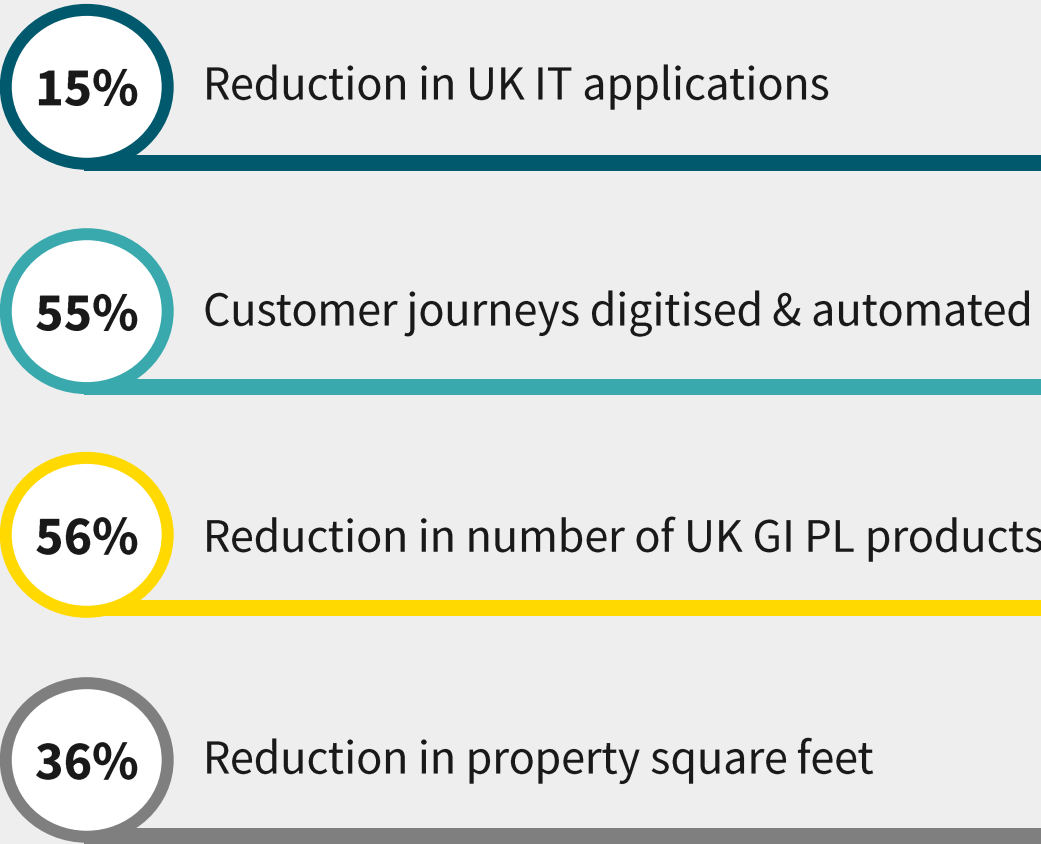 15% Reduction in UK IT applications
55% Customer journeys digitised & automated
56% Reduction in number of UK GI PL products
36% Reduction in property square feet